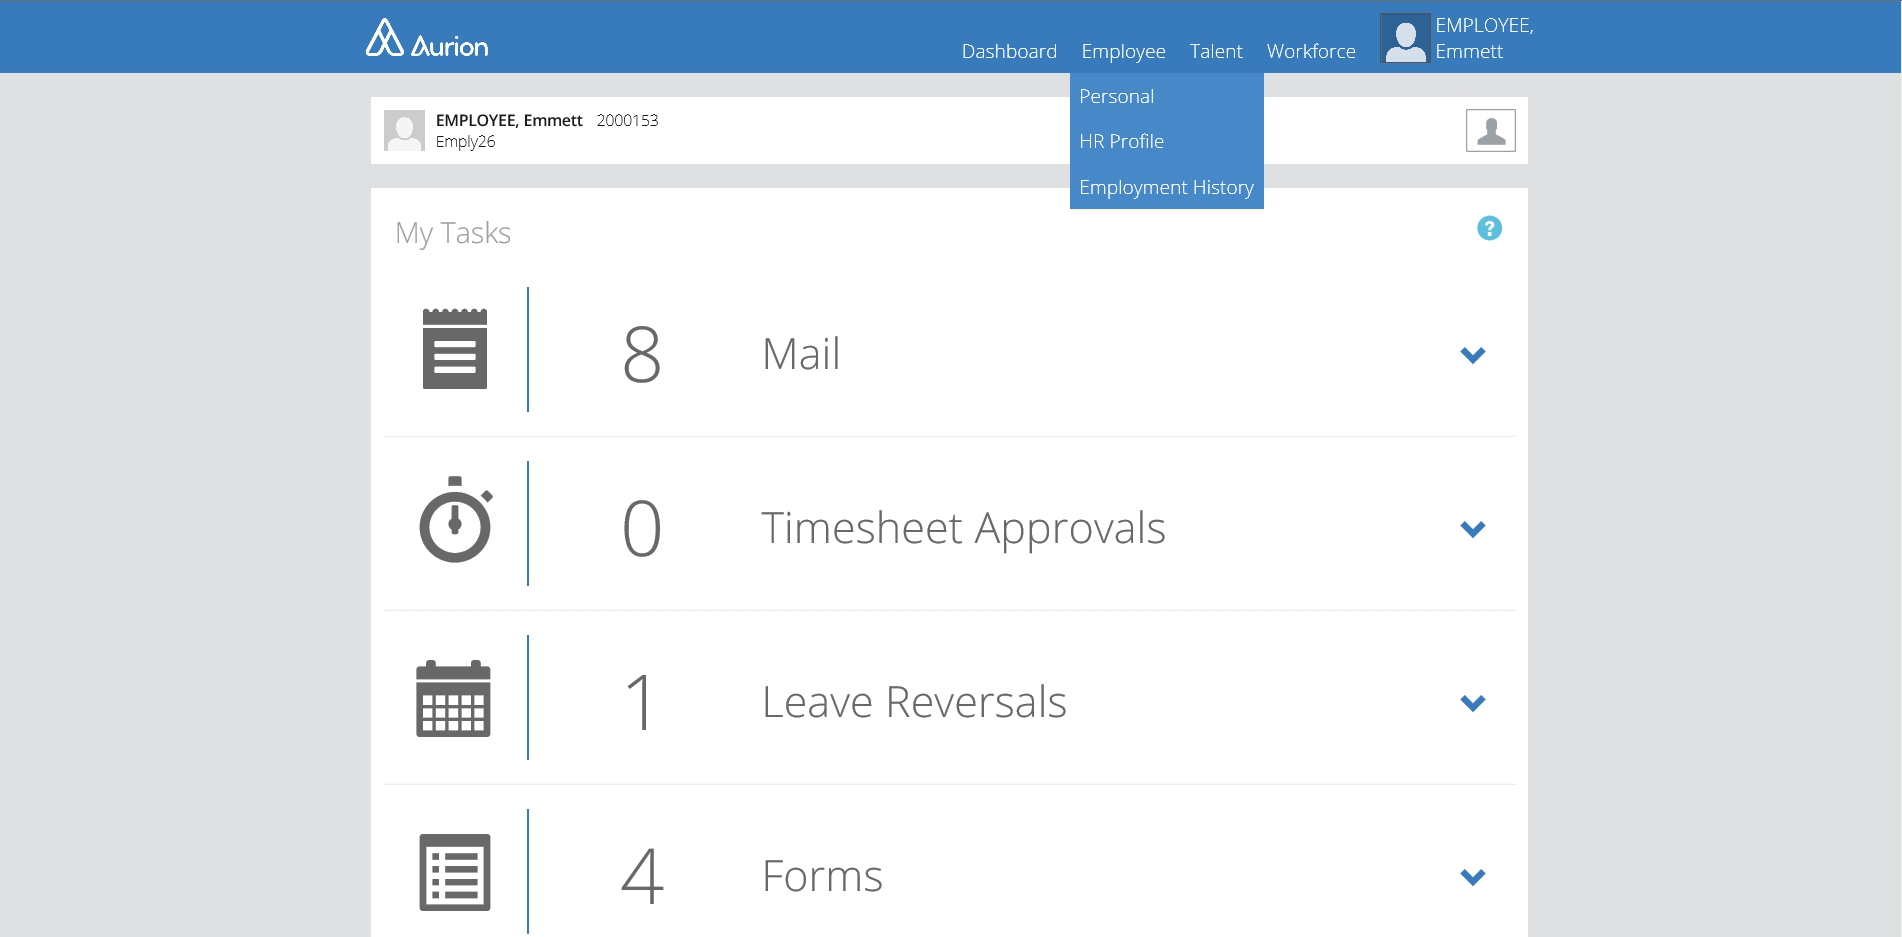 Aurion
Dashboard Employee Talent Workforce
EMPLOYEE,
Emmett
Personal
HR Profile
Employment History
EMPLOYEE, Emmett 2000153
Emply26
My Tasks
?
8 Mail
0 Timesheet Approvals
1 Leave Reversals
4 Forms